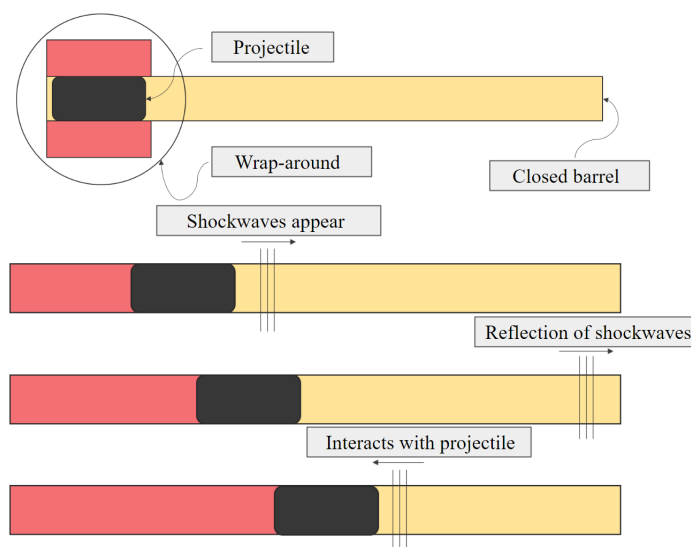 Projectile
Wrap-around
Closed barrel
Shockwaves appear
Reflection of shockwaves
Interacts with projectile